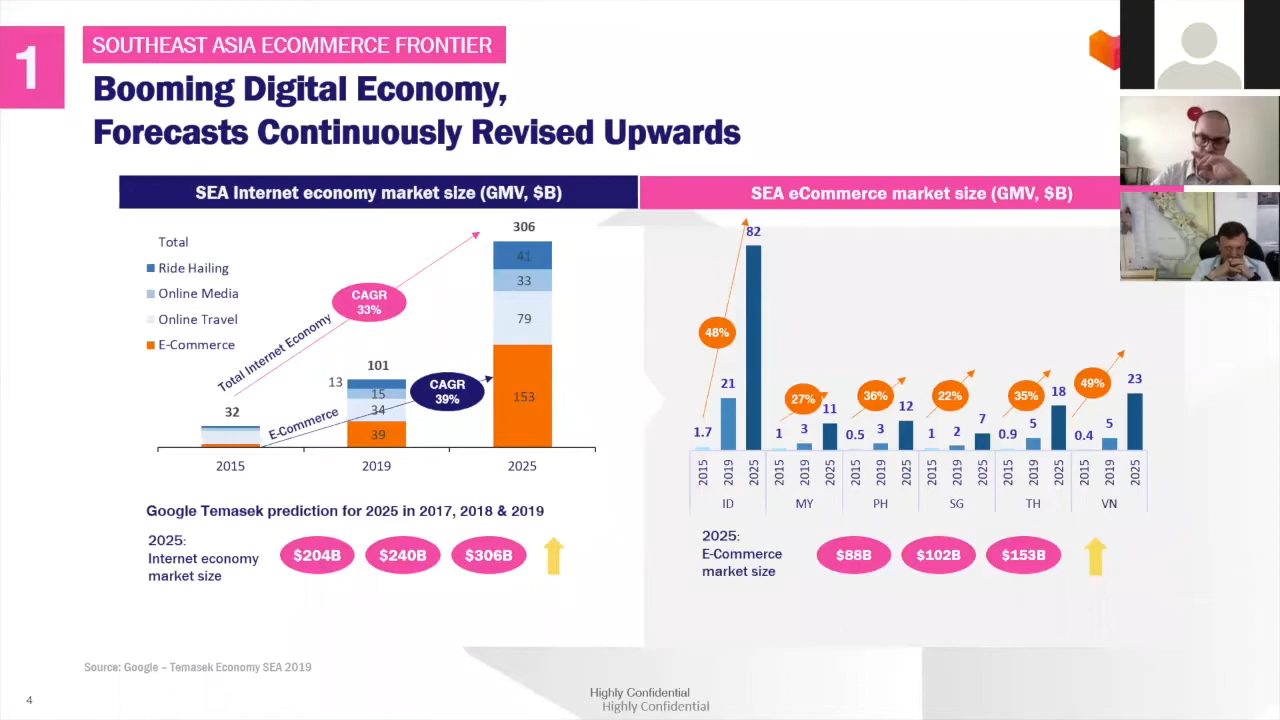 1
SOUTHEAST ASIA ECOMMERCE FRONTIER
Booming Digital Economy,
Forecasts Continuously Revised Upwards
SEA Internet economy market size (GMV, $B)
Total
Ride Hailing
Online Media
Online Travel
E-Commerce
Total Internet Economy
CAGR
33%
E-Commerce
CAGR
39%
32
101
13
15
34
39
306
41
33
79
153
2015
2019
2025
Google Temasek prediction for 2025 in 2017, 2018 & 2019
2025:
Internet economy
market size
$204B
$240B
$306B
SEA eCommerce market size (GMV, $B)
48%
27%
36%
22%
35%
49%
1.7
21
82
1
3
11
0.5
3
12
1
2
7
0.9
5
18
0.4
5
23
2015
2019
2025
2015
2019
2025
2015
2019
2025
2015
2019
2025
2015
2019
2025
2015
2019
2025
ID
MY
PH
SG
TH
VN
2025:
E-Commerce
market size
$88B
$102B
$153B
Source: Google – Temasek Economy SEA 2019
4
Highly Confidential
Highly Confidential